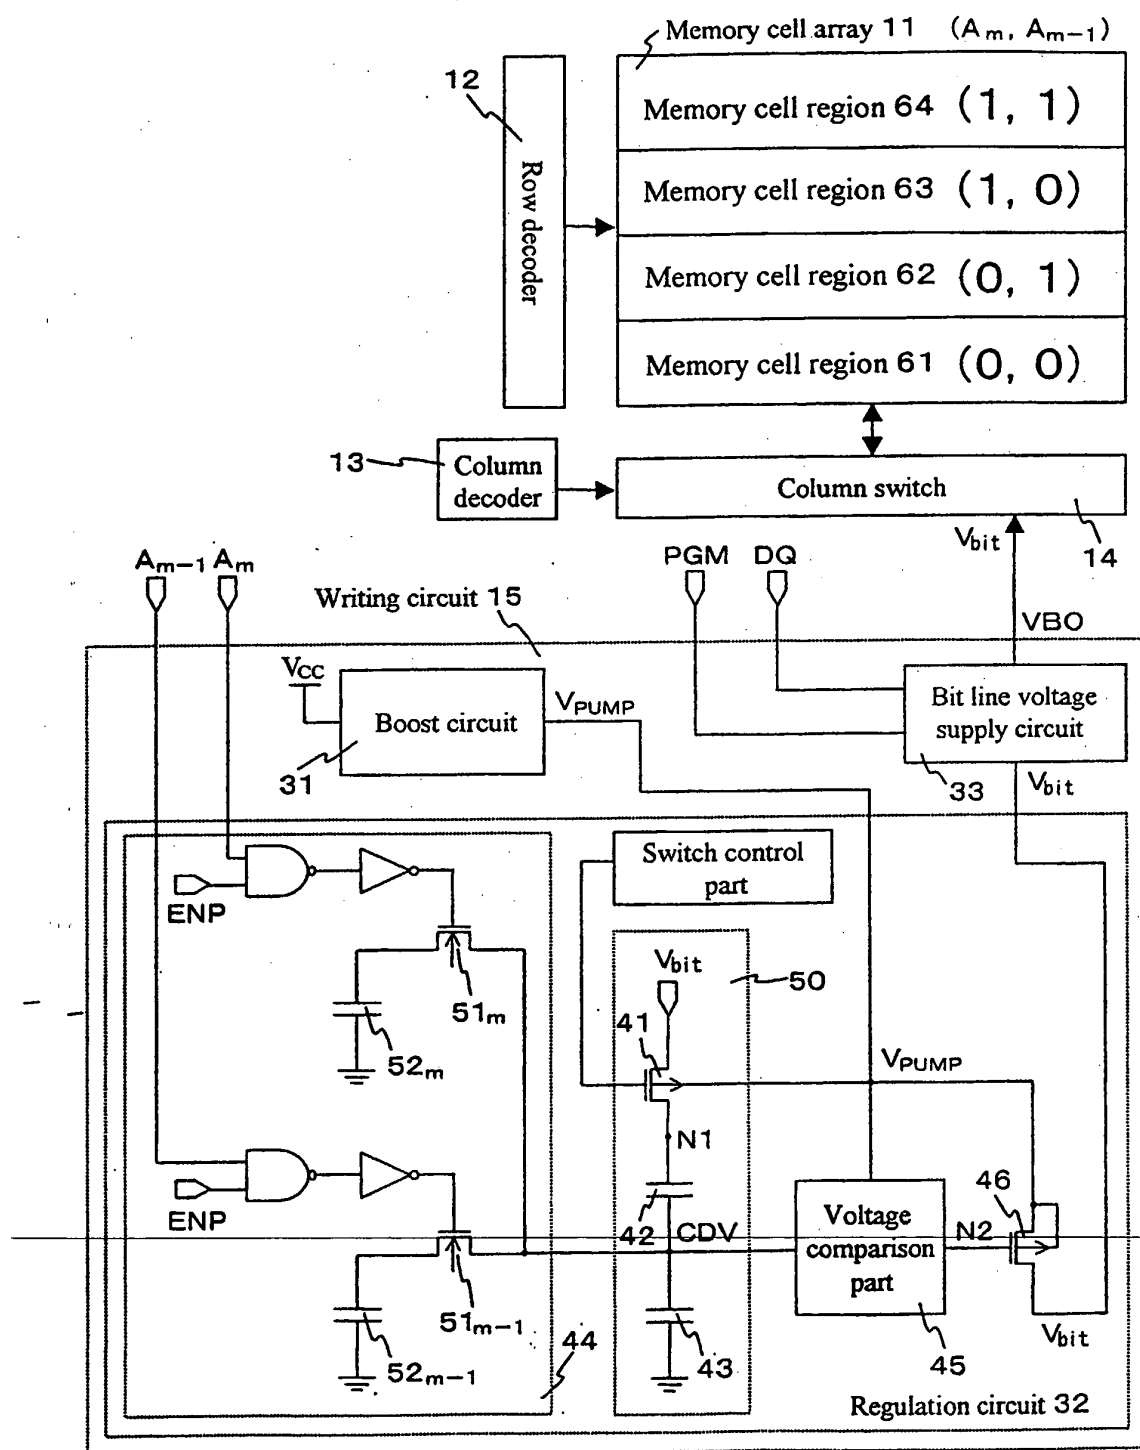 Memory cell array 11 (Am, Am−1)
12
Row decoder
Memory cell region 64 (1, 1)
Memory cell region 63 (1, 0)
Memory cell region 62 (0, 1)
Memory cell region 61 (0, 0)
13
Column
decoder
Column switch
14
Vbit
Am−1 Am
PGM DQ
Writing circuit 15
VBO
VCC
Boost circuit
31
VPUMP
Bit line voltage
supply circuit
33
Vbit
Switch control
part
ENP
51m
52m
Vbit
50
41
VPUMP
N1
42
CDV
43
ENP
51m−1
52m−1
44
Voltage
comparison
part
45
N2
46
Vbit
Regulation circuit 32